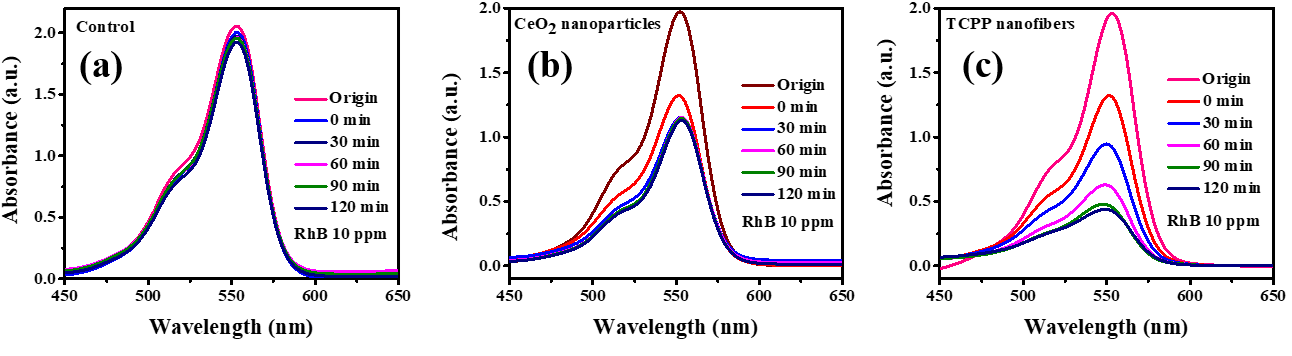 Control
(a)
Absorbance (a.u.)
2.0
1.5
1.0
0.5
0.0
Origin
0 min
30 min
60 min
90 min
120 min
RhB 10 ppm
450 500 550 600 650
Wavelength (nm)
CeO2 nanoparticles
(b)
Absorbance (a.u.)
2.0
1.5
1.0
0.5
0.0
Origin
0 min
30 min
60 min
90 min
120 min
RhB 10 ppm
450 500 550 600 650
Wavelength (nm)
TCPP nanofibers
(c)
Absorbance (a.u.)
2.0
1.5
1.0
0.5
0.0
Origin
0 min
30 min
60 min
90 min
120 min
RhB 10 ppm
450 500 550 600 650
Wavelength (nm)